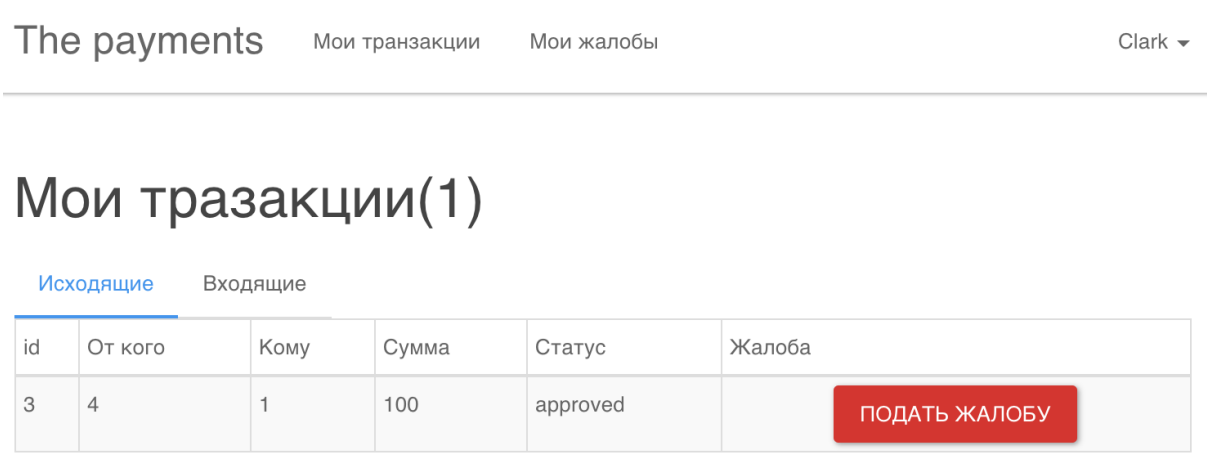 The payments Мои транзакции Мои жалобы Clark
Мои тразакции(1)
Исходящие Входящие
id От кого Кому Сумма Статус Жалоба
3 4 1 100 approved ПОДАТЬ ЖАЛОБУ